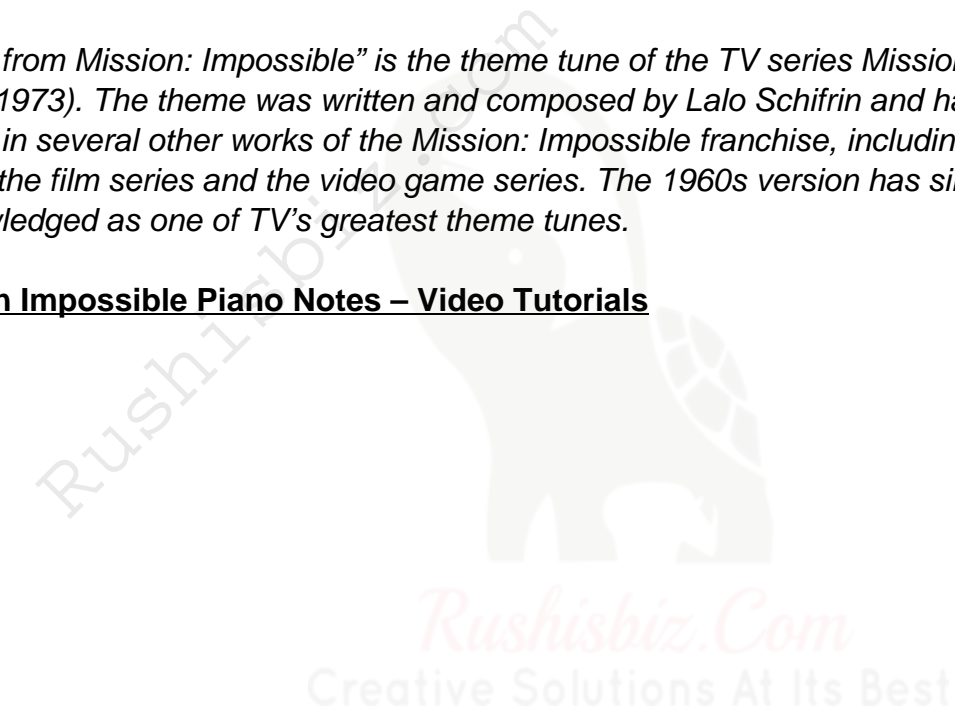 from Mission: Impossible” is the theme tune of the TV series Mission
1973). The theme was written and composed by Lalo Schifrin and ha
in several other works of the Mission: Impossible franchise, includin
the film series and the video game series. The 1960s version has si
ledged as one of TV’s greatest theme tunes.
n Impossible Piano Notes – Video Tutorials
Rushisbiz.com
Rushisbiz.Com
Creative Solutions At Its Best